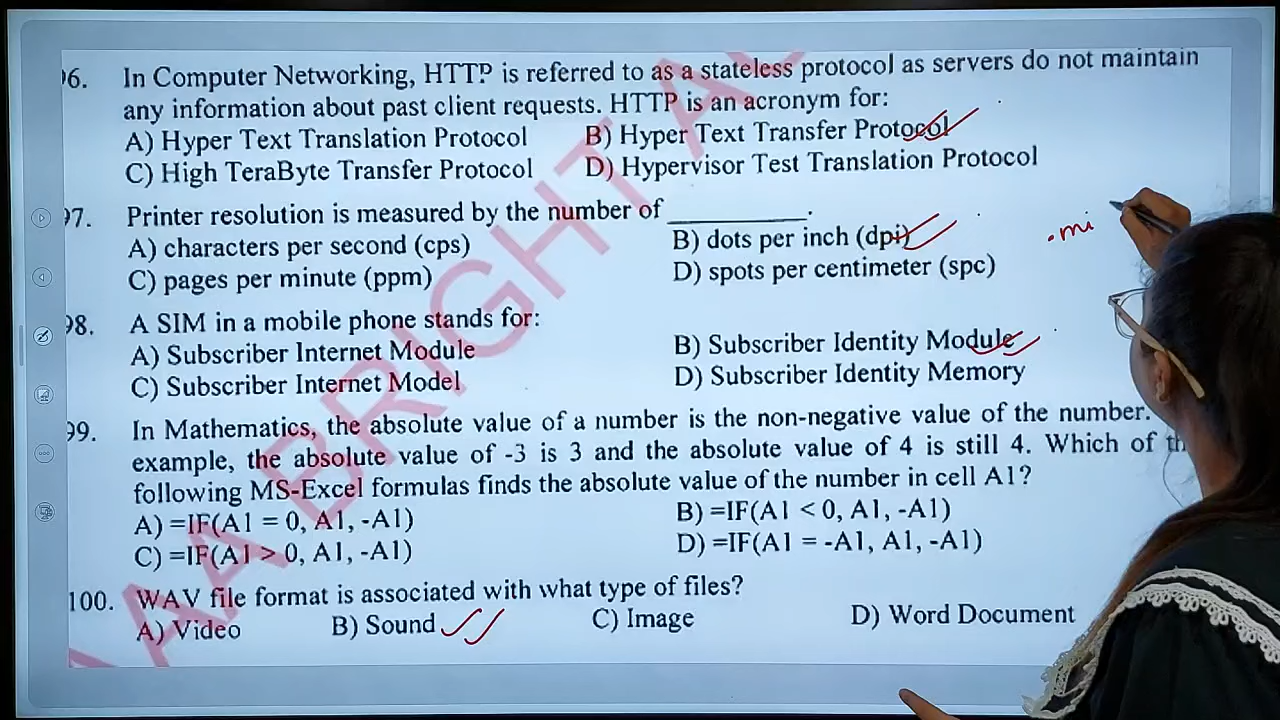 96. In Computer Networking, HTTP is referred to as a stateless protocol as servers do not maintain
any information about past client requests. HTTP is an acronym for:
A) Hyper Text Translation Protocol B) Hyper Text Transfer Protocol
C) High TeraByte Transfer Protocol D) Hypervisor Test Translation Protocol
97. Printer resolution is measured by the number of __________.
A) characters per second (cps) B) dots per inch (dpi)
C) pages per minute (ppm) D) spots per centimeter (spc)
.mi
98. A SIM in a mobile phone stands for:
A) Subscriber Internet Module B) Subscriber Identity Module
C) Subscriber Internet Model D) Subscriber Identity Memory
99. In Mathematics, the absolute value of a number is the non-negative value of the number.
example, the absolute value of -3 is 3 and the absolute value of 4 is still 4. Which of th
following MS-Excel formulas finds the absolute value of the number in cell A1?
A) =IF(A1 = 0, A1, -A1) B) =IF(A1 < 0, A1, -A1)
C) =IF(A1 > 0, A1, -A1) D) =IF(A1 = -A1, A1, -A1)
100. WAV file format is associated with what type of files?
A) Video B) Sound C) Image D) Word Document
AAA BRIGHT A